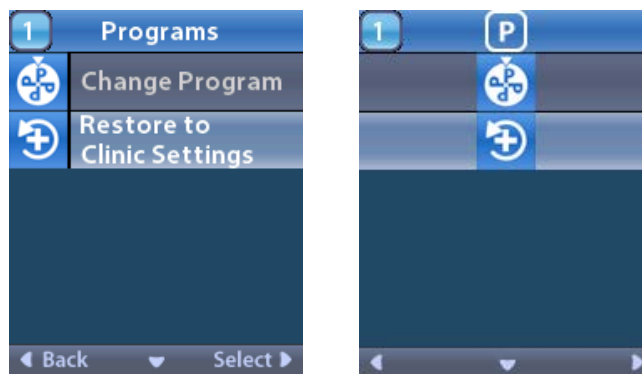 1 Programs
Change Program
Restore to
Clinic Settings
Back Select
1 P